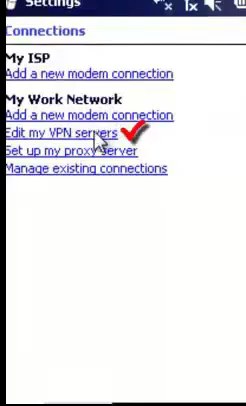 Settings
Connections
My ISP
Add a new modem connection
My Work Network
Add a new modem connection
Edit my VPN servers
Set up my proxy server
Manage existing connections